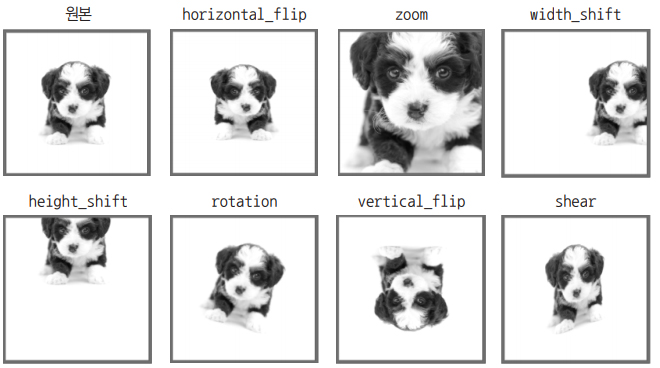 원본 horizontal_flip zoom width_shift
height_shift rotation vertical_flip shear